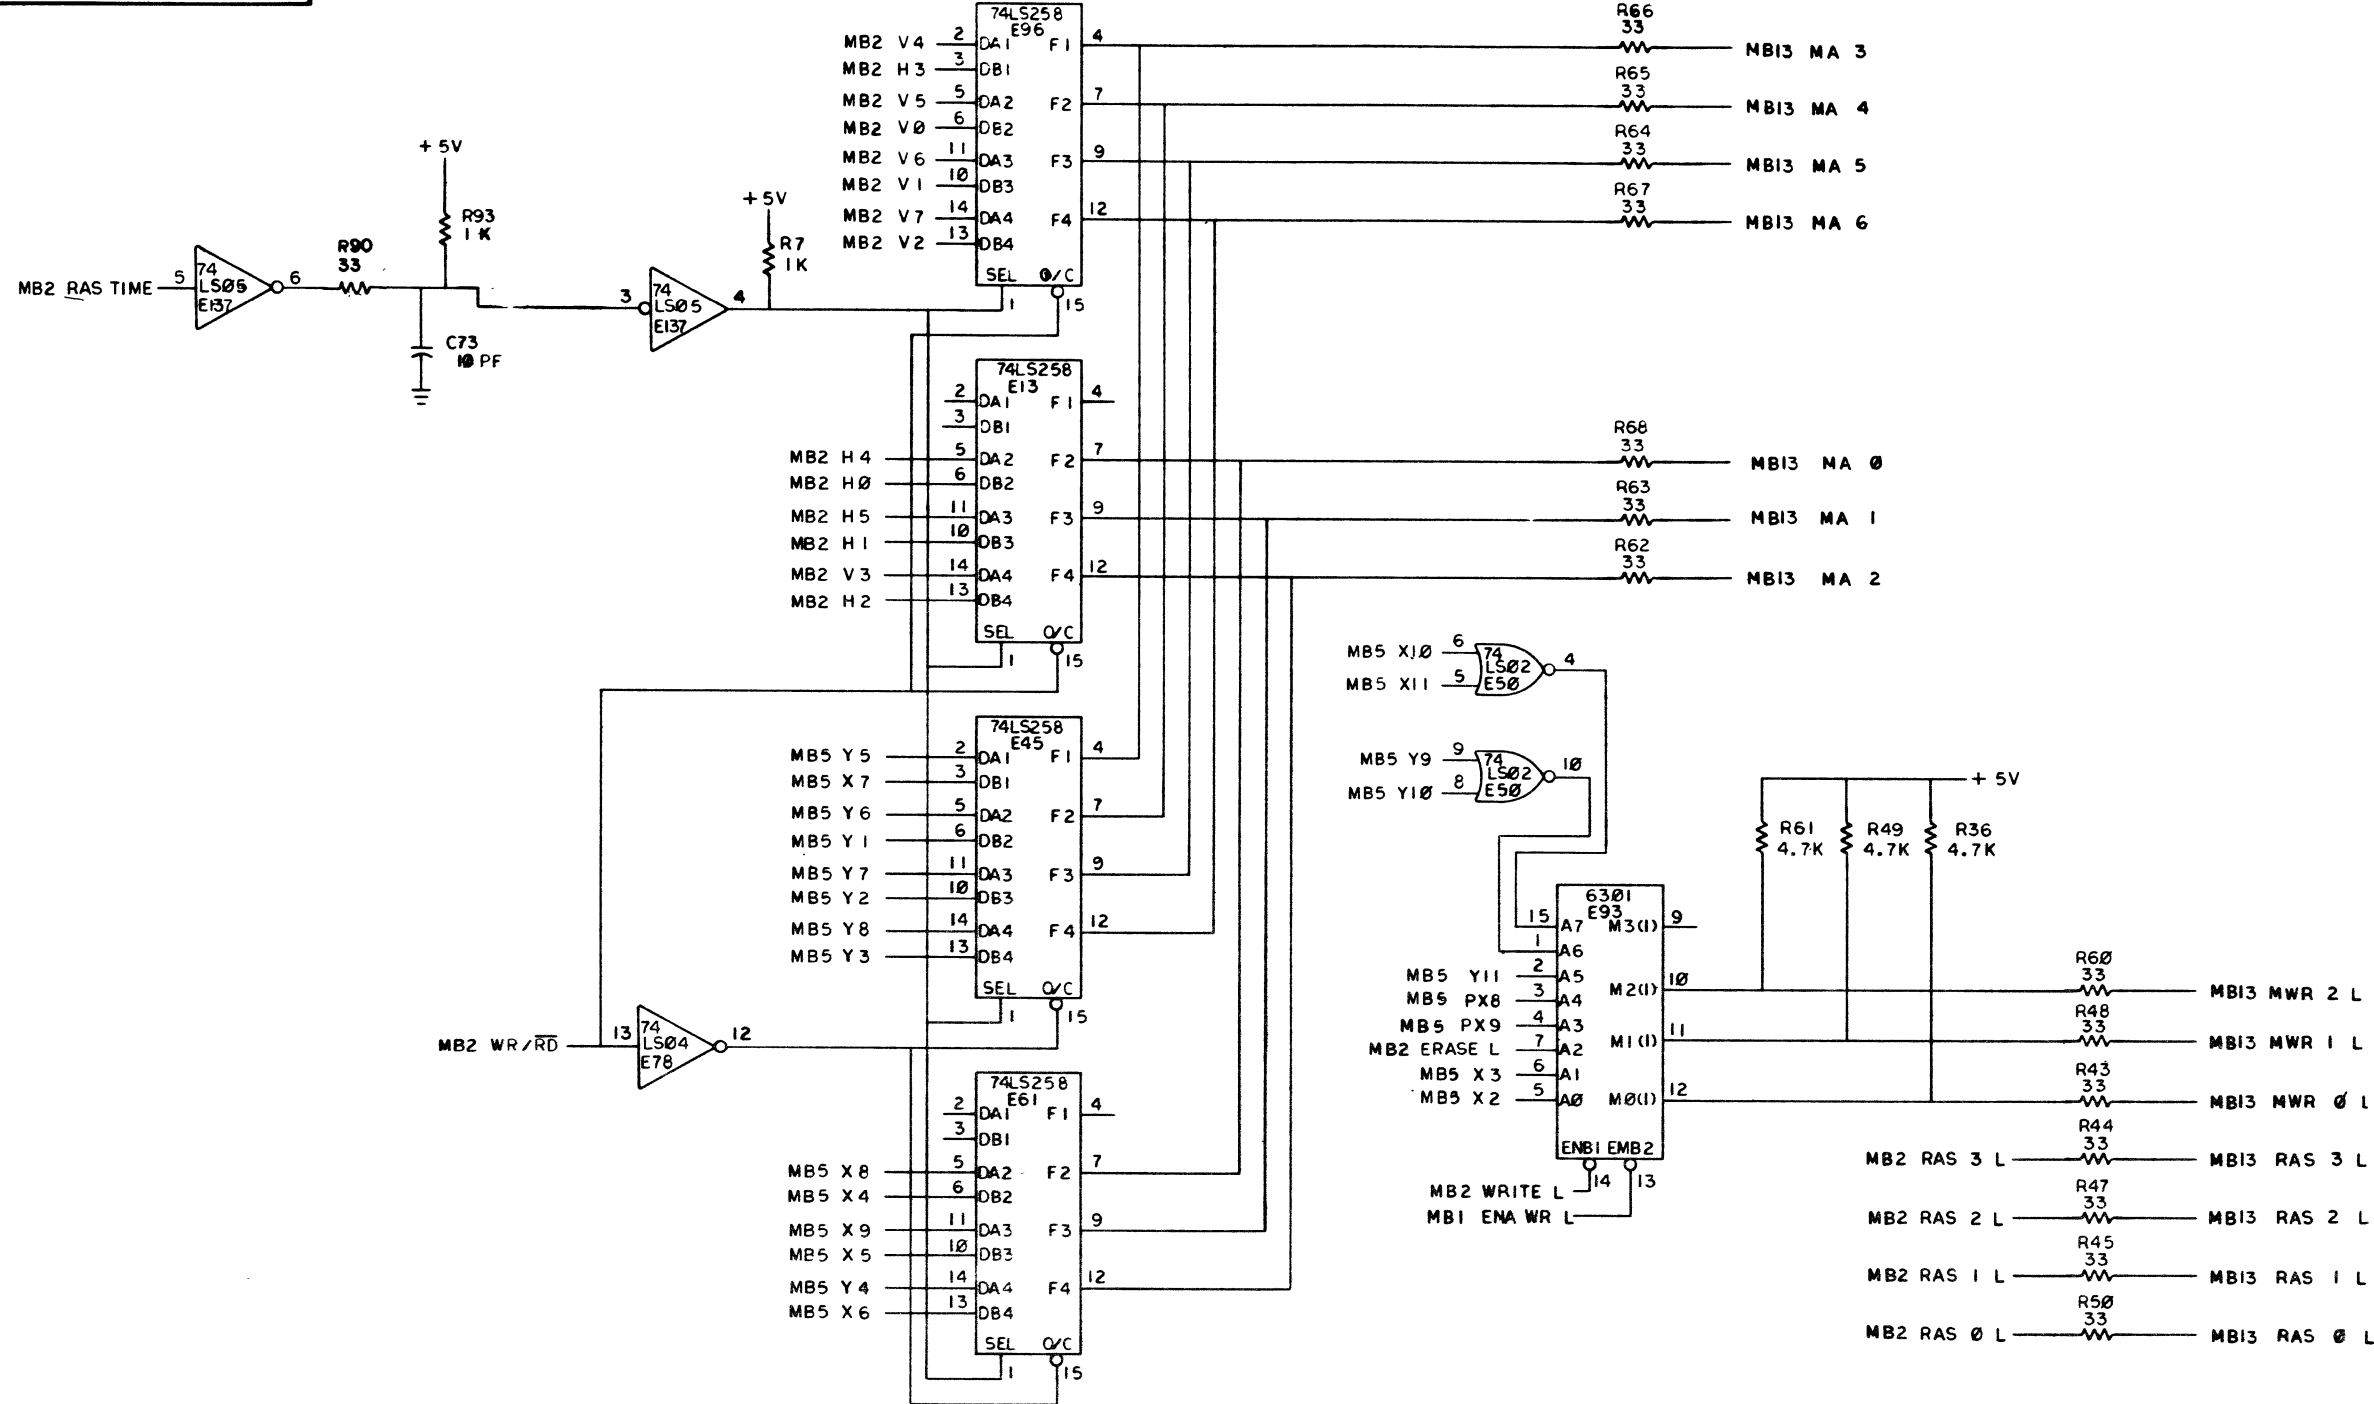 MB2 RAS TIME
5
74
LS05
E137
6
R90
33
+5V
R93
1K
C73
10 PF
3
74
LS05
E137
4
+5V
R7
1K
74LS258
E96
MB2 V4 2 DA1 F1 4
MB2 H3 3 DB1
MB2 V5 5 DA2 F2 7
MB2 VØ 6 DB2
MB2 V6 11 DA3 F3 9
MB2 V1 10 DB3
MB2 V7 14 DA4 F4 12
MB2 V2 13 DB4
SEL O/C
1 15
R66
33
MB13 MA 3
R65
33
MB13 MA 4
R64
33
MB13 MA 5
R67
33
MB13 MA 6
74LS258
E13
2 DA1 F1 4
3 DB1
MB2 H4 5 DA2 F2 7
MB2 HØ 6 DB2
MB2 H5 11 DA3 F3 9
MB2 H1 10 DB3
MB2 V3 14 DA4 F4 12
MB2 H2 13 DB4
SEL O/C
1 15
R68
33
MB13 MA Ø
R63
33
MB13 MA 1
R62
33
MB13 MA 2
74LS258
E45
MB5 Y5 2 DA1 F1 4
MB5 X7 3 DB1
MB5 Y6 5 DA2 F2 7
MB5 Y1 6 DB2
MB5 Y7 11 DA3 F3 9
MB5 Y2 10 DB3
MB5 Y8 14 DA4 F4 12
MB5 Y3 13 DB4
SEL O/C
1 15
MB2 WR/R̅D̅
13
74
LS04
E78
12
74LS258
E61
2 DA1 F1 4
3 DB1
MB5 X8 5 DA2 F2 7
MB5 X4 6 DB2
MB5 X9 11 DA3 F3 9
MB5 X5 10 DB3
MB5 Y4 14 DA4 F4 12
MB5 X6 13 DB4
SEL O/C
1 15
MB5 X1Ø 6
MB5 X11 5
74
LSØ2
E5Ø
4
MB5 Y9 9
MB5 Y1Ø 8
74
LSØ2
E5Ø
1Ø
63Ø1
E93
15 A7 M3(1) 9
1 A6
MB5 Y11 2 A5 M2(1) 1Ø
MB5 PX8 3 A4
MB5 PX9 4 A3 M1(1) 11
MB2 ERASE L 7 A2
MB5 X3 6 A1
MB5 X2 5 AØ MØ(1) 12
ENB1 EMB2
MB2 WRITE L 14 13
MB1 ENA WR L
+ 5V
R61
4.7K
R49
4.7K
R36
4.7K
R6Ø
33
MB13 MWR 2 L
R48
33
MB13 MWR 1 L
R43
33
MB13 MWR Ø L
R44
33
MB2 RAS 3 L MB13 RAS 3 L
R47
33
MB2 RAS 2 L MB13 RAS 2 L
R45
33
MB2 RAS 1 L MB13 RAS 1 L
R5Ø
33
MB2 RAS Ø L MB13 RAS Ø L